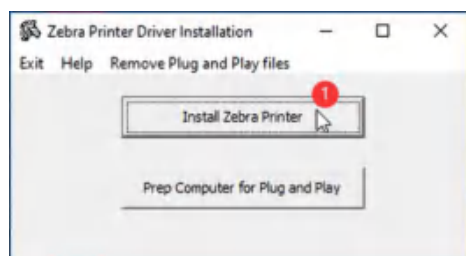 Zebra Printer Driver Installation
Exit Help Remove Plug and Play files
1
Install Zebra Printer
Prep Computer for Plug and Play